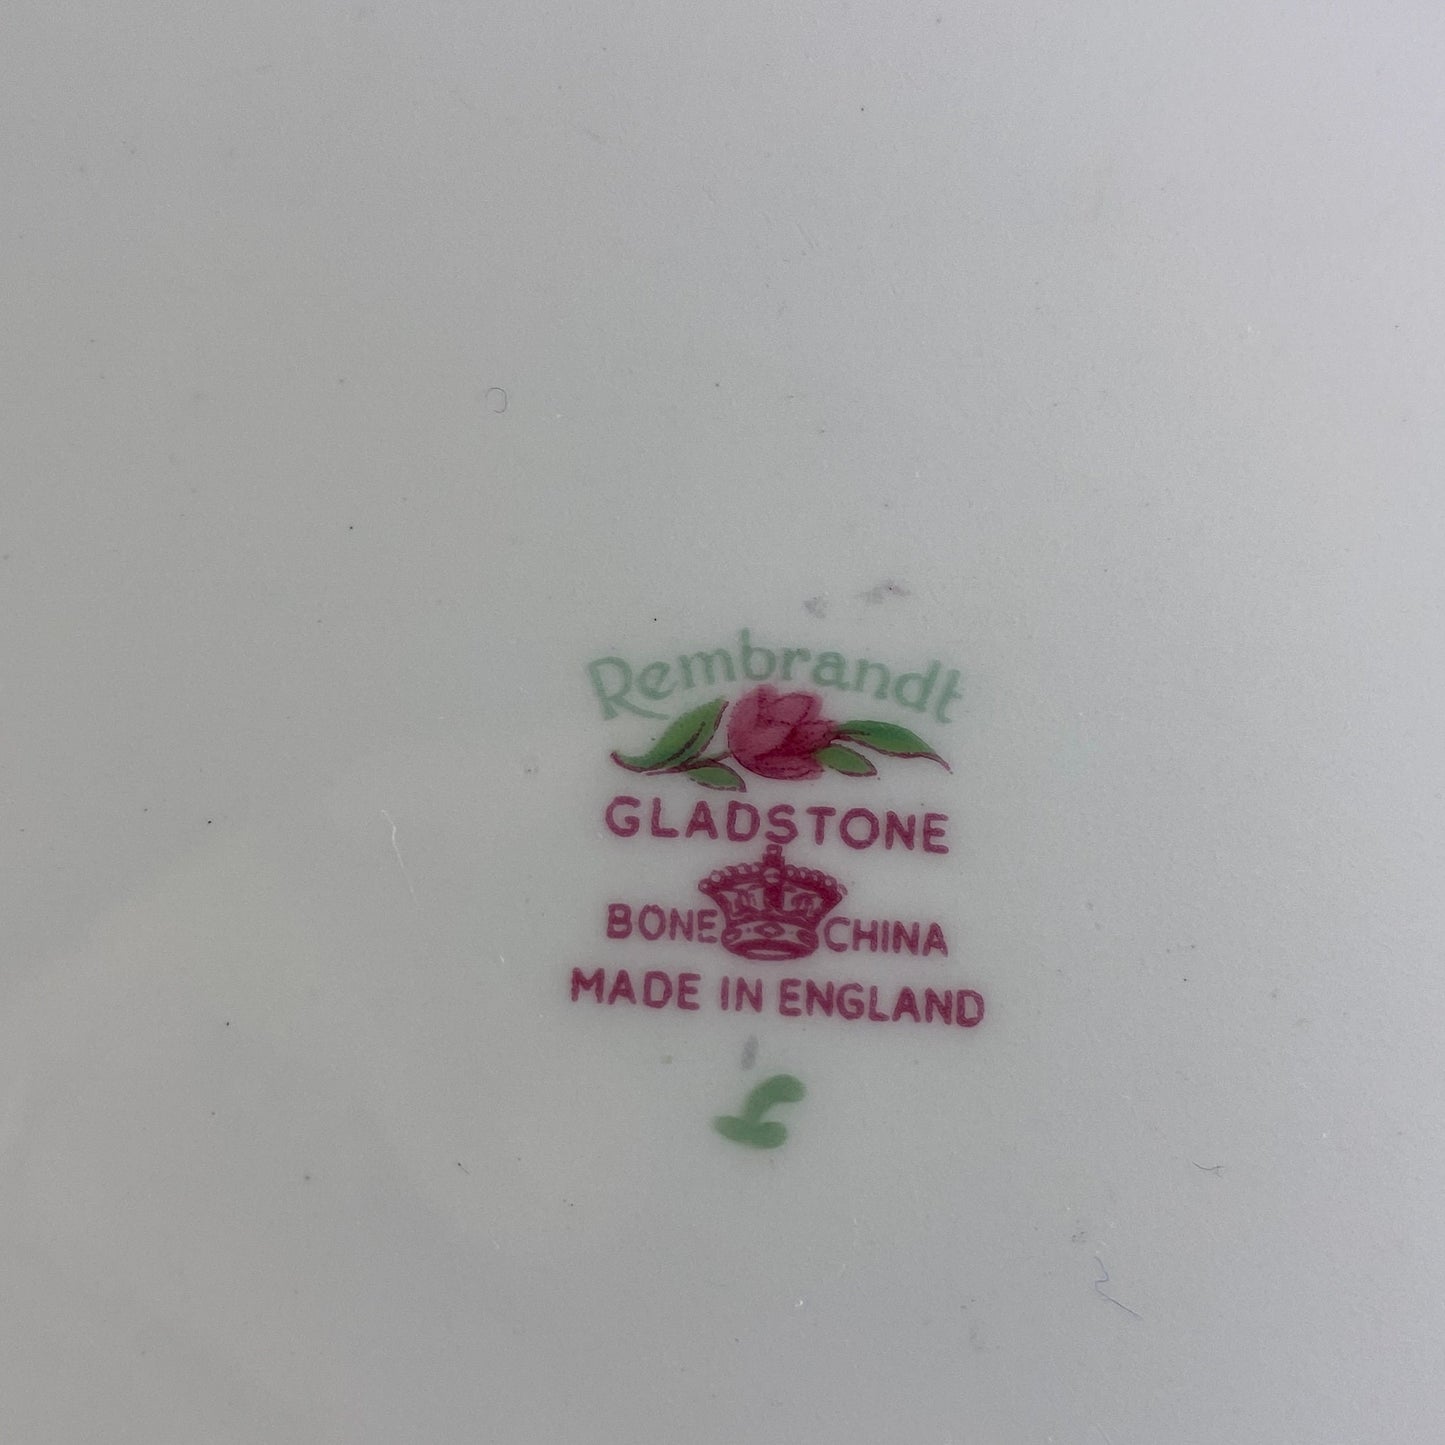 Rembrandt
GLADSTONE
BONE CHINA
MADE IN ENGLAND